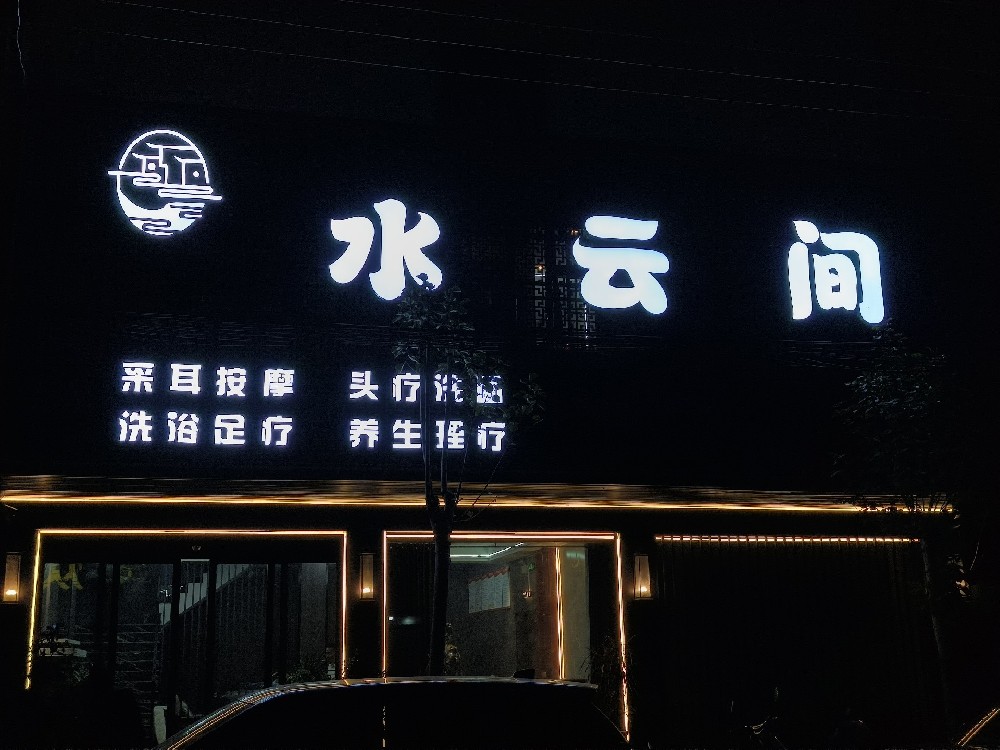 水云间
采耳按摩 头疗洗
洗浴足疗 养生理疗